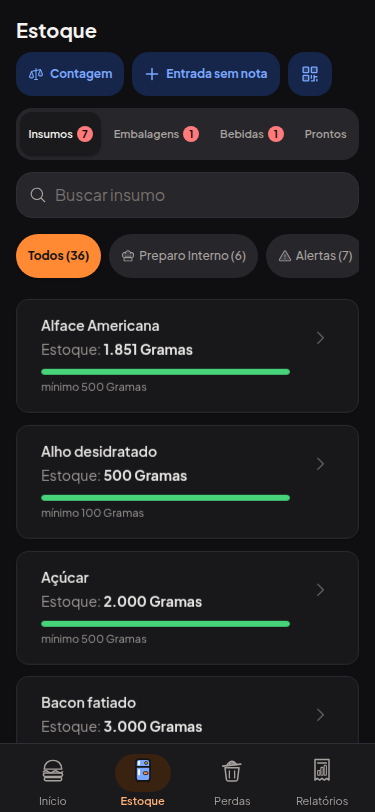 Estoque
Contagem
Entrada sem nota
Insumos 7
Embalagens 1
Bebidas 1
Prontos
Buscar insumo
Todos (36)
Preparo Interno (6)
Alertas (7)
Alface Americana
Estoque: 1.851 Gramas
mínimo 500 Gramas
Alho desidratado
Estoque: 500 Gramas
mínimo 100 Gramas
Açúcar
Estoque: 2.000 Gramas
mínimo 500 Gramas
Bacon fatiado
Estoque: 3.000 Gramas
Início
Estoque
Perdas
Relatórios